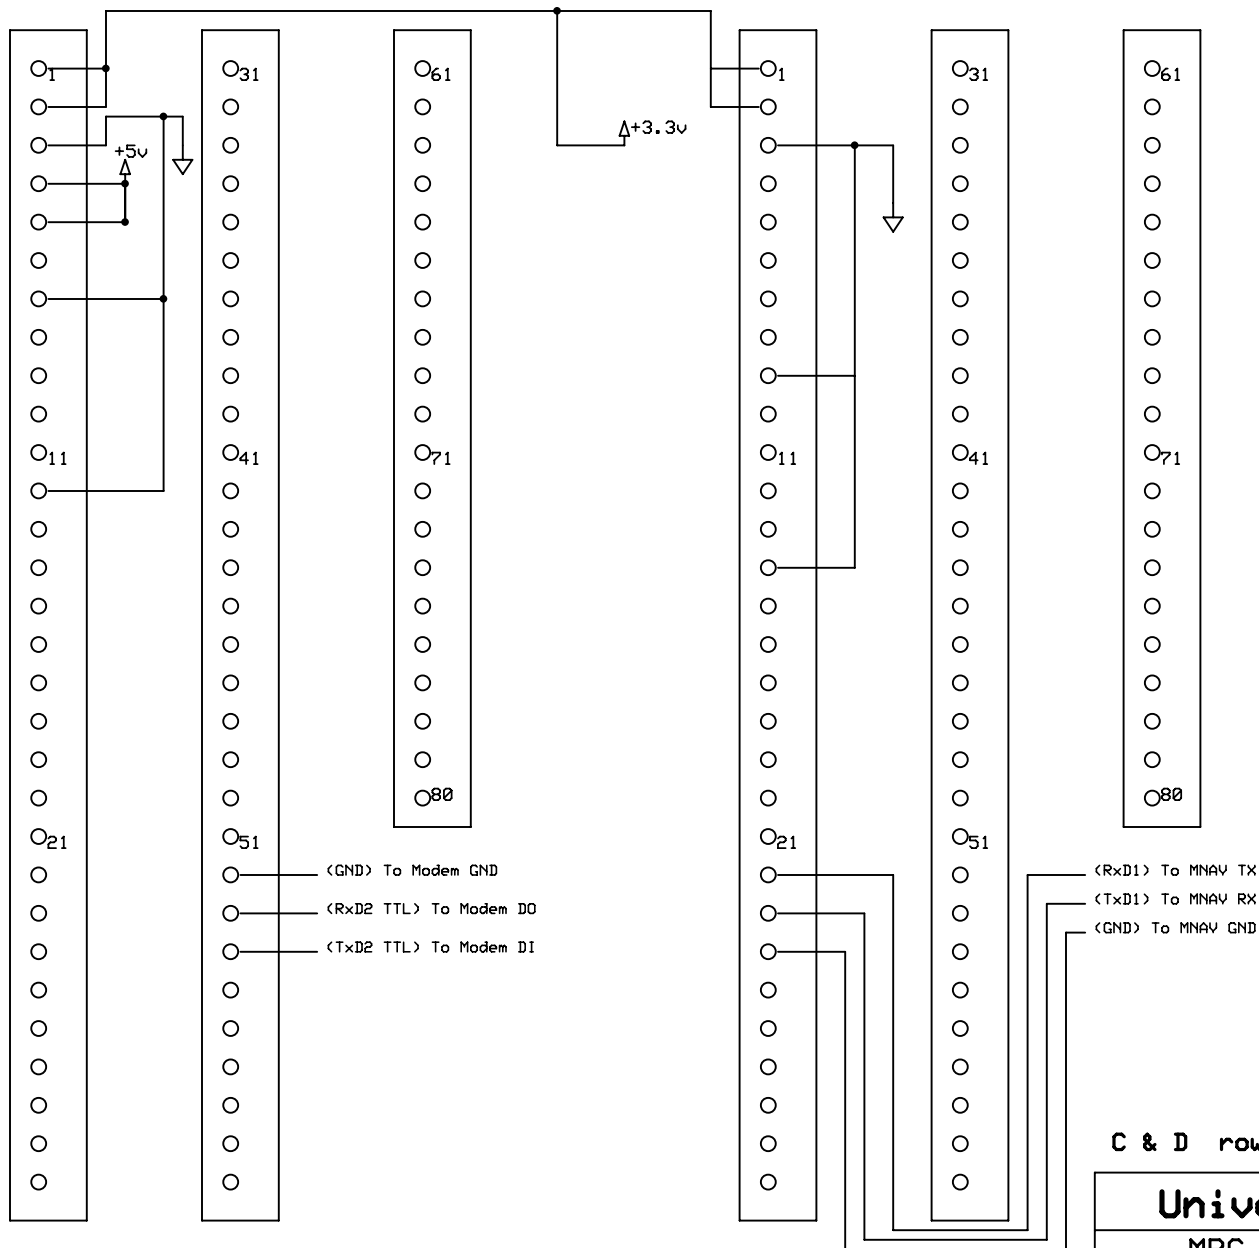 1
31
61
1
31
61
+3.3v
+5v
11
41
71
11
41
71
80
80
21
51
21
51
(GND) To Modem GND
(RxD1) To MNAV TX
(TxD1) To MNAV RX
(RxD2 TTL) To Modem DO
(GND) To MNAV GND
(TxD2 TTL) To Modem DI
C & D